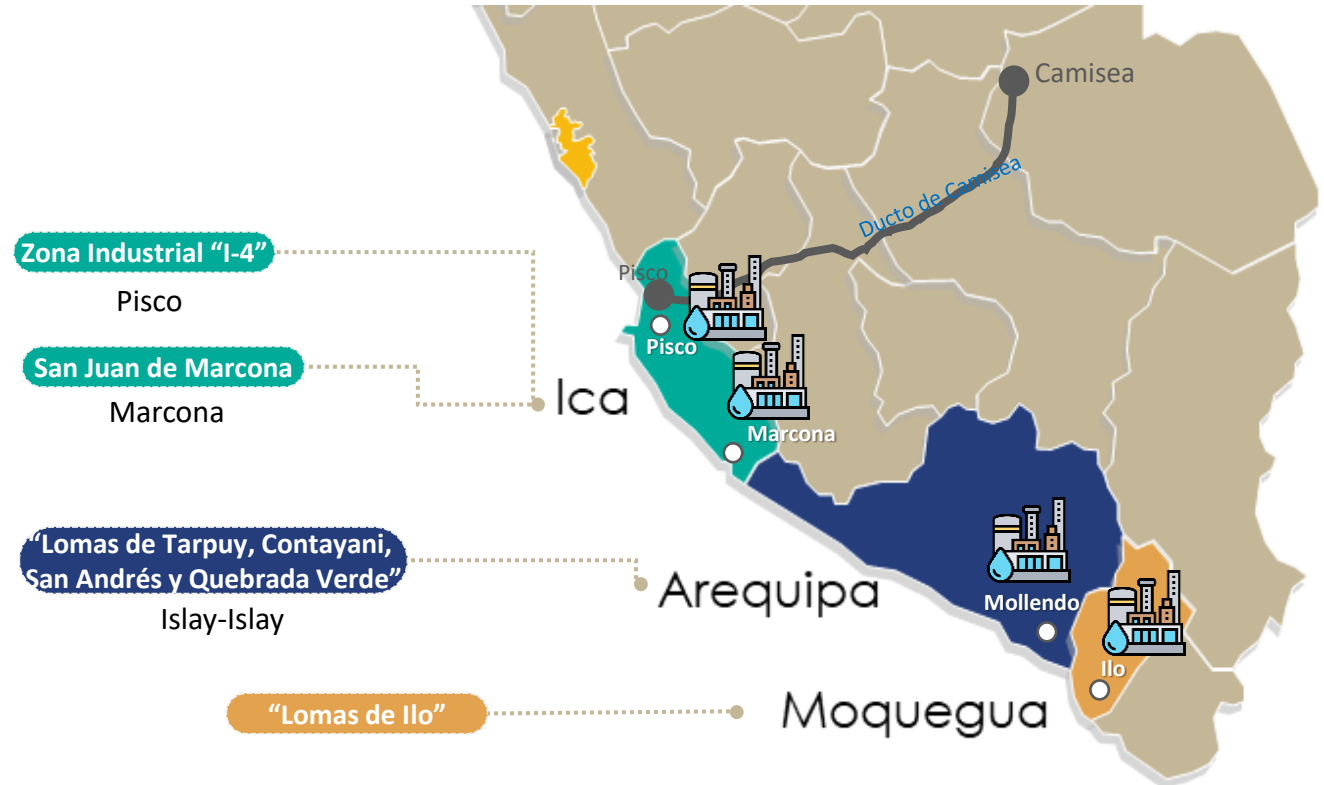 Camisea
Ducto de Camisea
Zona Industrial “I-4”
Pisco
Pisco
Pisco
San Juan de Marcona
Marcona
Ica
Marcona
“Lomas de Tarpuy, Contayani,
San Andrés y Quebrada Verde”
Islay-Islay
Arequipa
Mollendo
Ilo
“Lomas de Ilo”
Moquegua